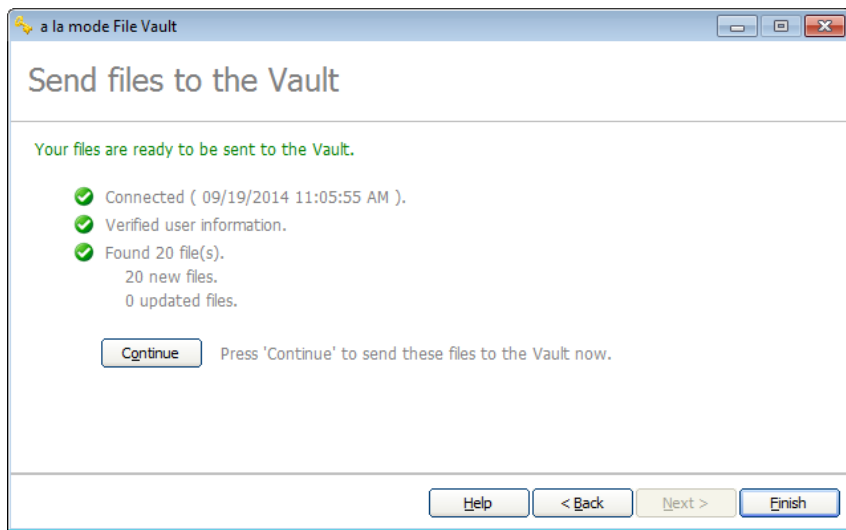 a la mode File Vault
Send files to the Vault
Your files are ready to be sent to the Vault.
Connected ( 09/19/2014 11:05:55 AM ).
Verified user information.
Found 20 file(s).
20 new files.
0 updated files.
Continue Press 'Continue' to send these files to the Vault now.
Help < Back Next > Finish